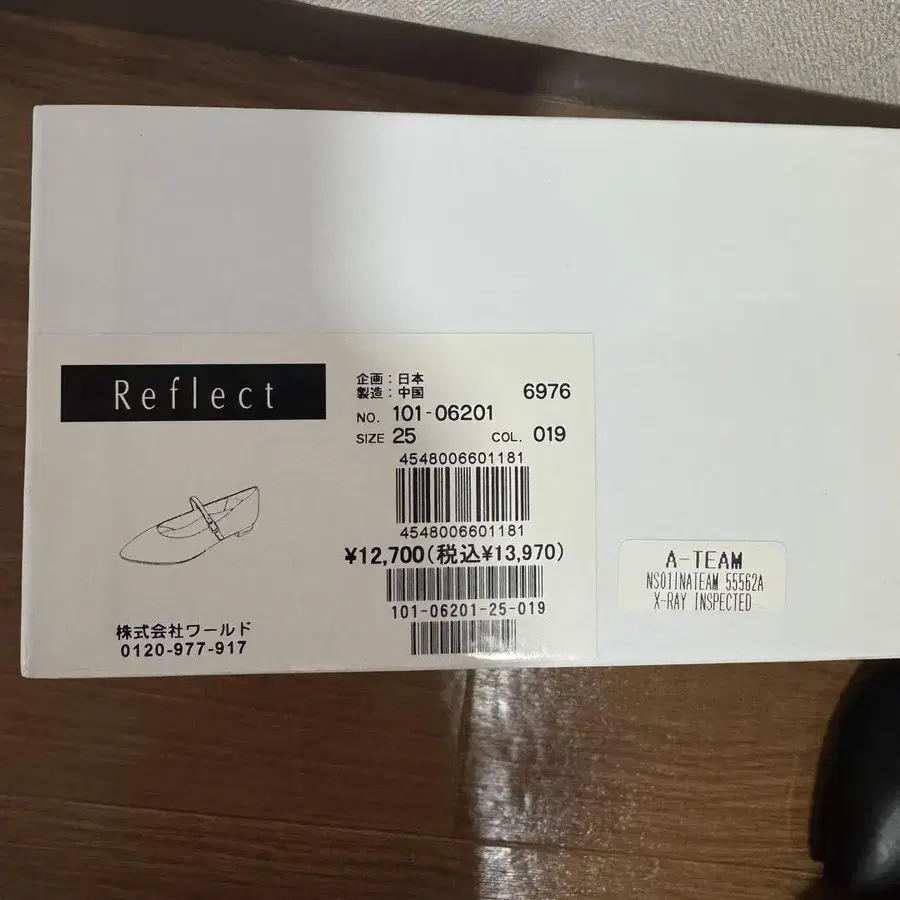 Reflect
企画：日本
製造：中国
6976
NO. 101-06201
SIZE 25 COL. 019
4548006601181
4548006601181
¥12,700(税込¥13,970)
101-06201-25-019
株式会社ワールド
0120-977-917
A-TEAM
NS01INATEAM 55562A
X-RAY INSPECTED